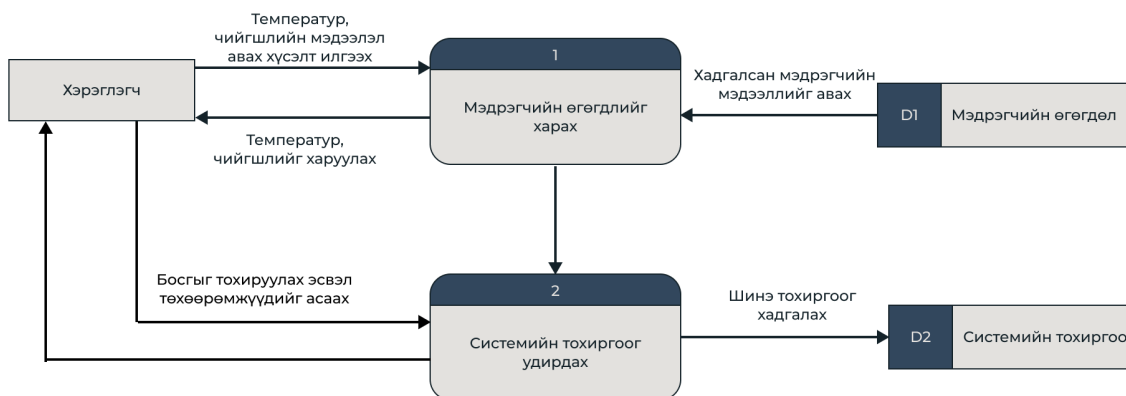 Температур,
чийгшлийн мэдээлэл
авах хүсэлт илгээх
1
Хэрэглэгч
Мэдрэгчийн өгөгдлийг
харах
Хадгалсан мэдрэгчийн
мэдээллийг авах
D1
Мэдрэгчийн өгөгдөл
Температур,
чийгшлийг харуулах
Босгыг тохируулах эсвэл
төхөөрөмжүүдийг асаах
2
Системийн тохиргоог
удирдах
Шинэ тохиргоог
хадгалах
D2
Системийн тохиргоо